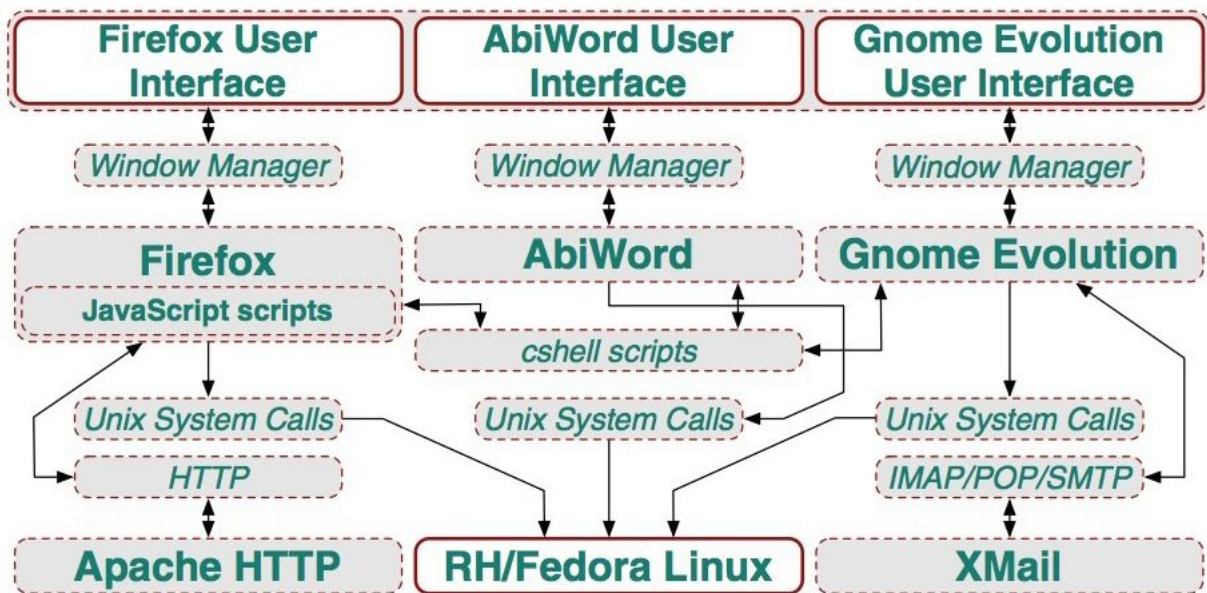 Firefox User
Interface
AbiWord User
Interface
Gnome Evolution
User Interface
Window Manager
Window Manager
Window Manager
Firefox
JavaScript scripts
AbiWord
Gnome Evolution
cshell scripts
Unix System Calls
Unix System Calls
Unix System Calls
HTTP
IMAP/POP/SMTP
Apache HTTP
RH/Fedora Linux
XMail